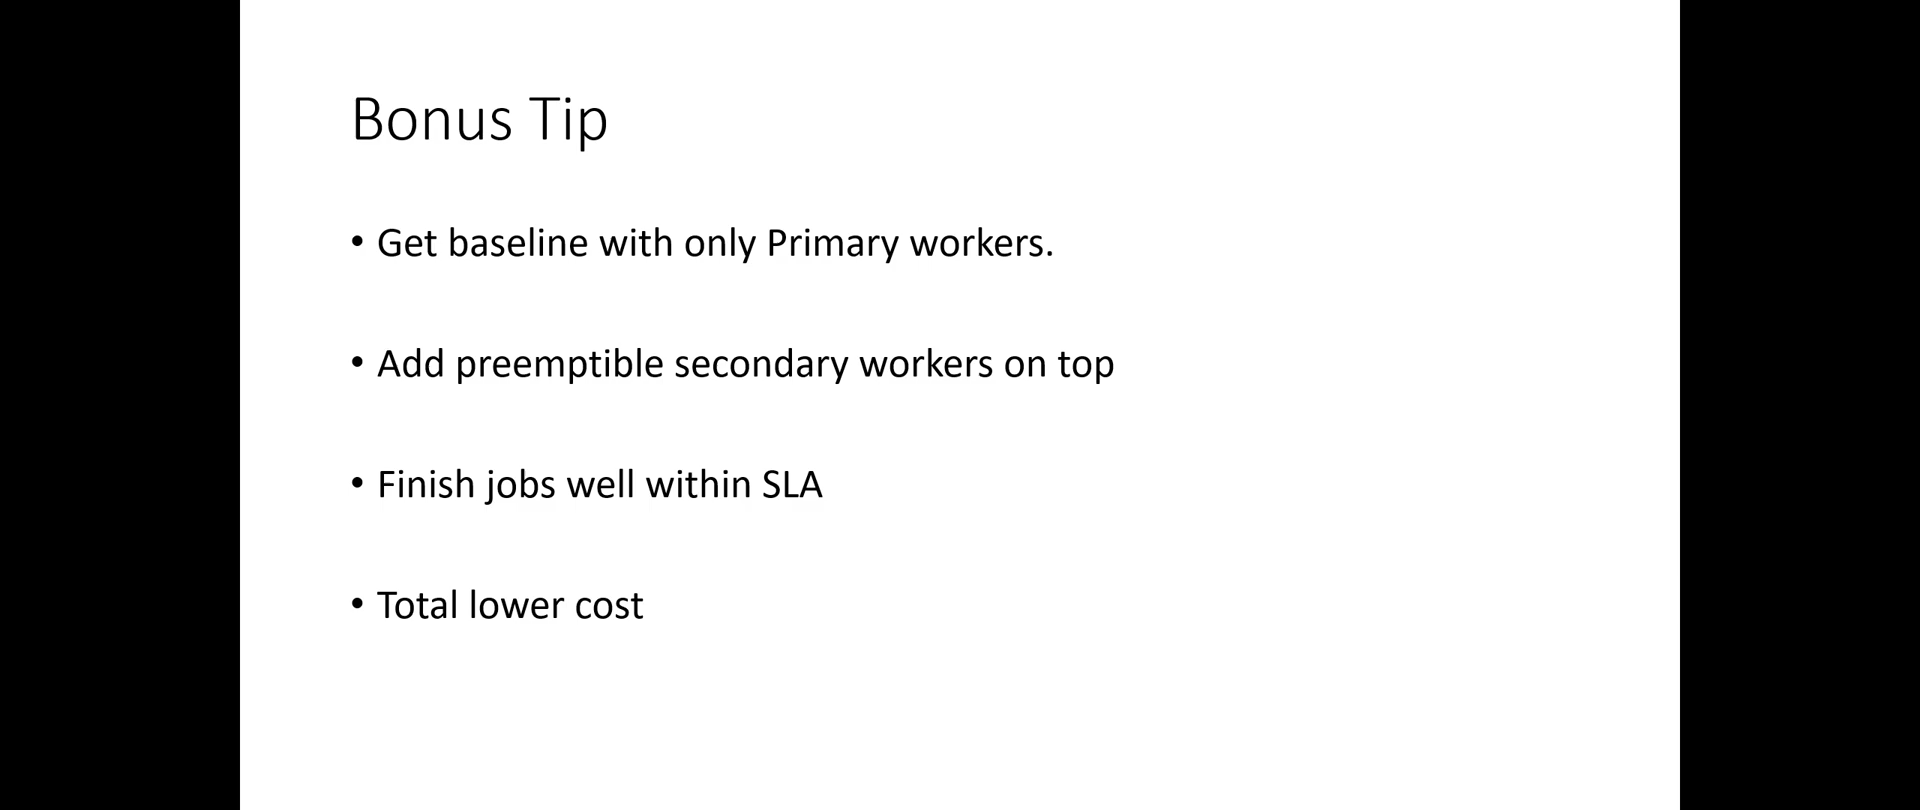 Bonus Tip
• Get baseline with only Primary workers.
• Add preemptible secondary workers on top
• Finish jobs well within SLA
• Total lower cost